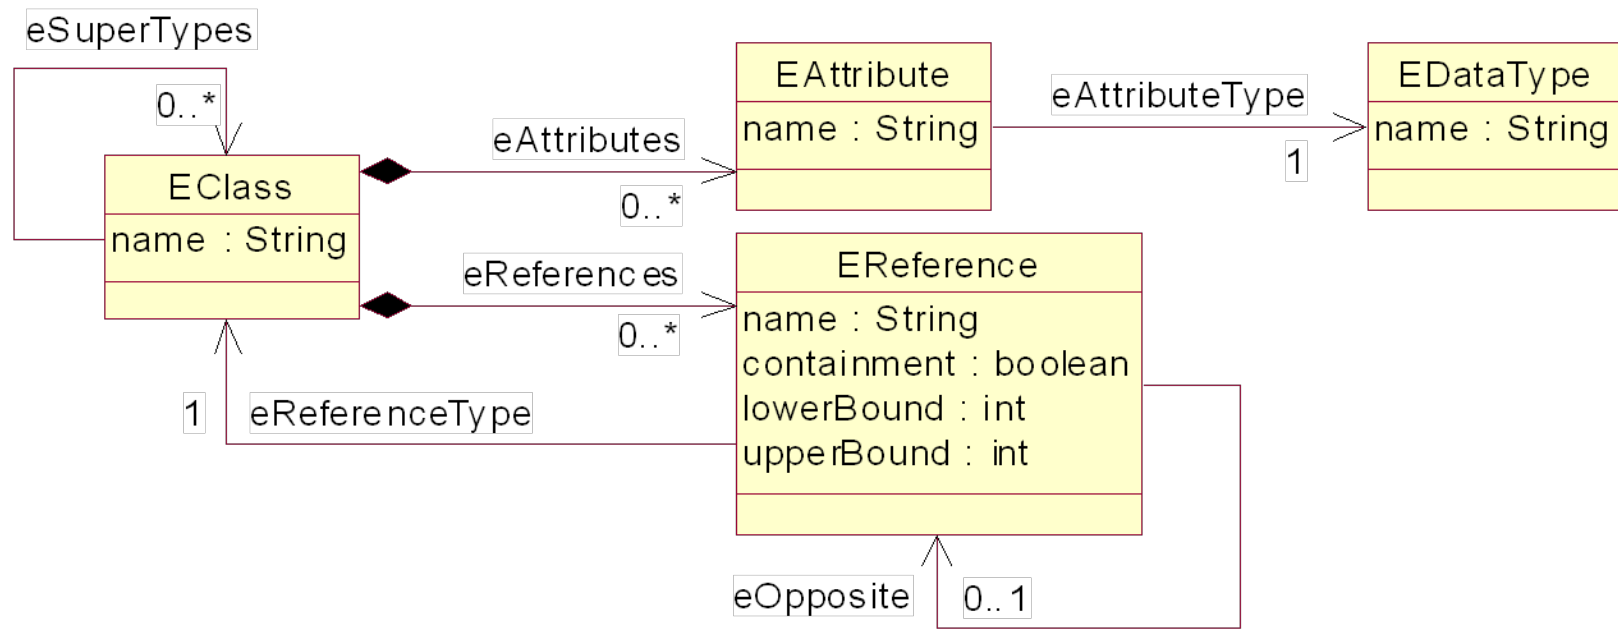 eSuperTypes
0..*
EClass
name : String
eAttributes
0..*
EAttribute
name : String
eAttributeType
1
EDataType
name : String
eReferences
0..*
EReference
name : String
containment : boolean
lowerBound : int
upperBound : int
1
eReferenceType
eOpposite
0..1